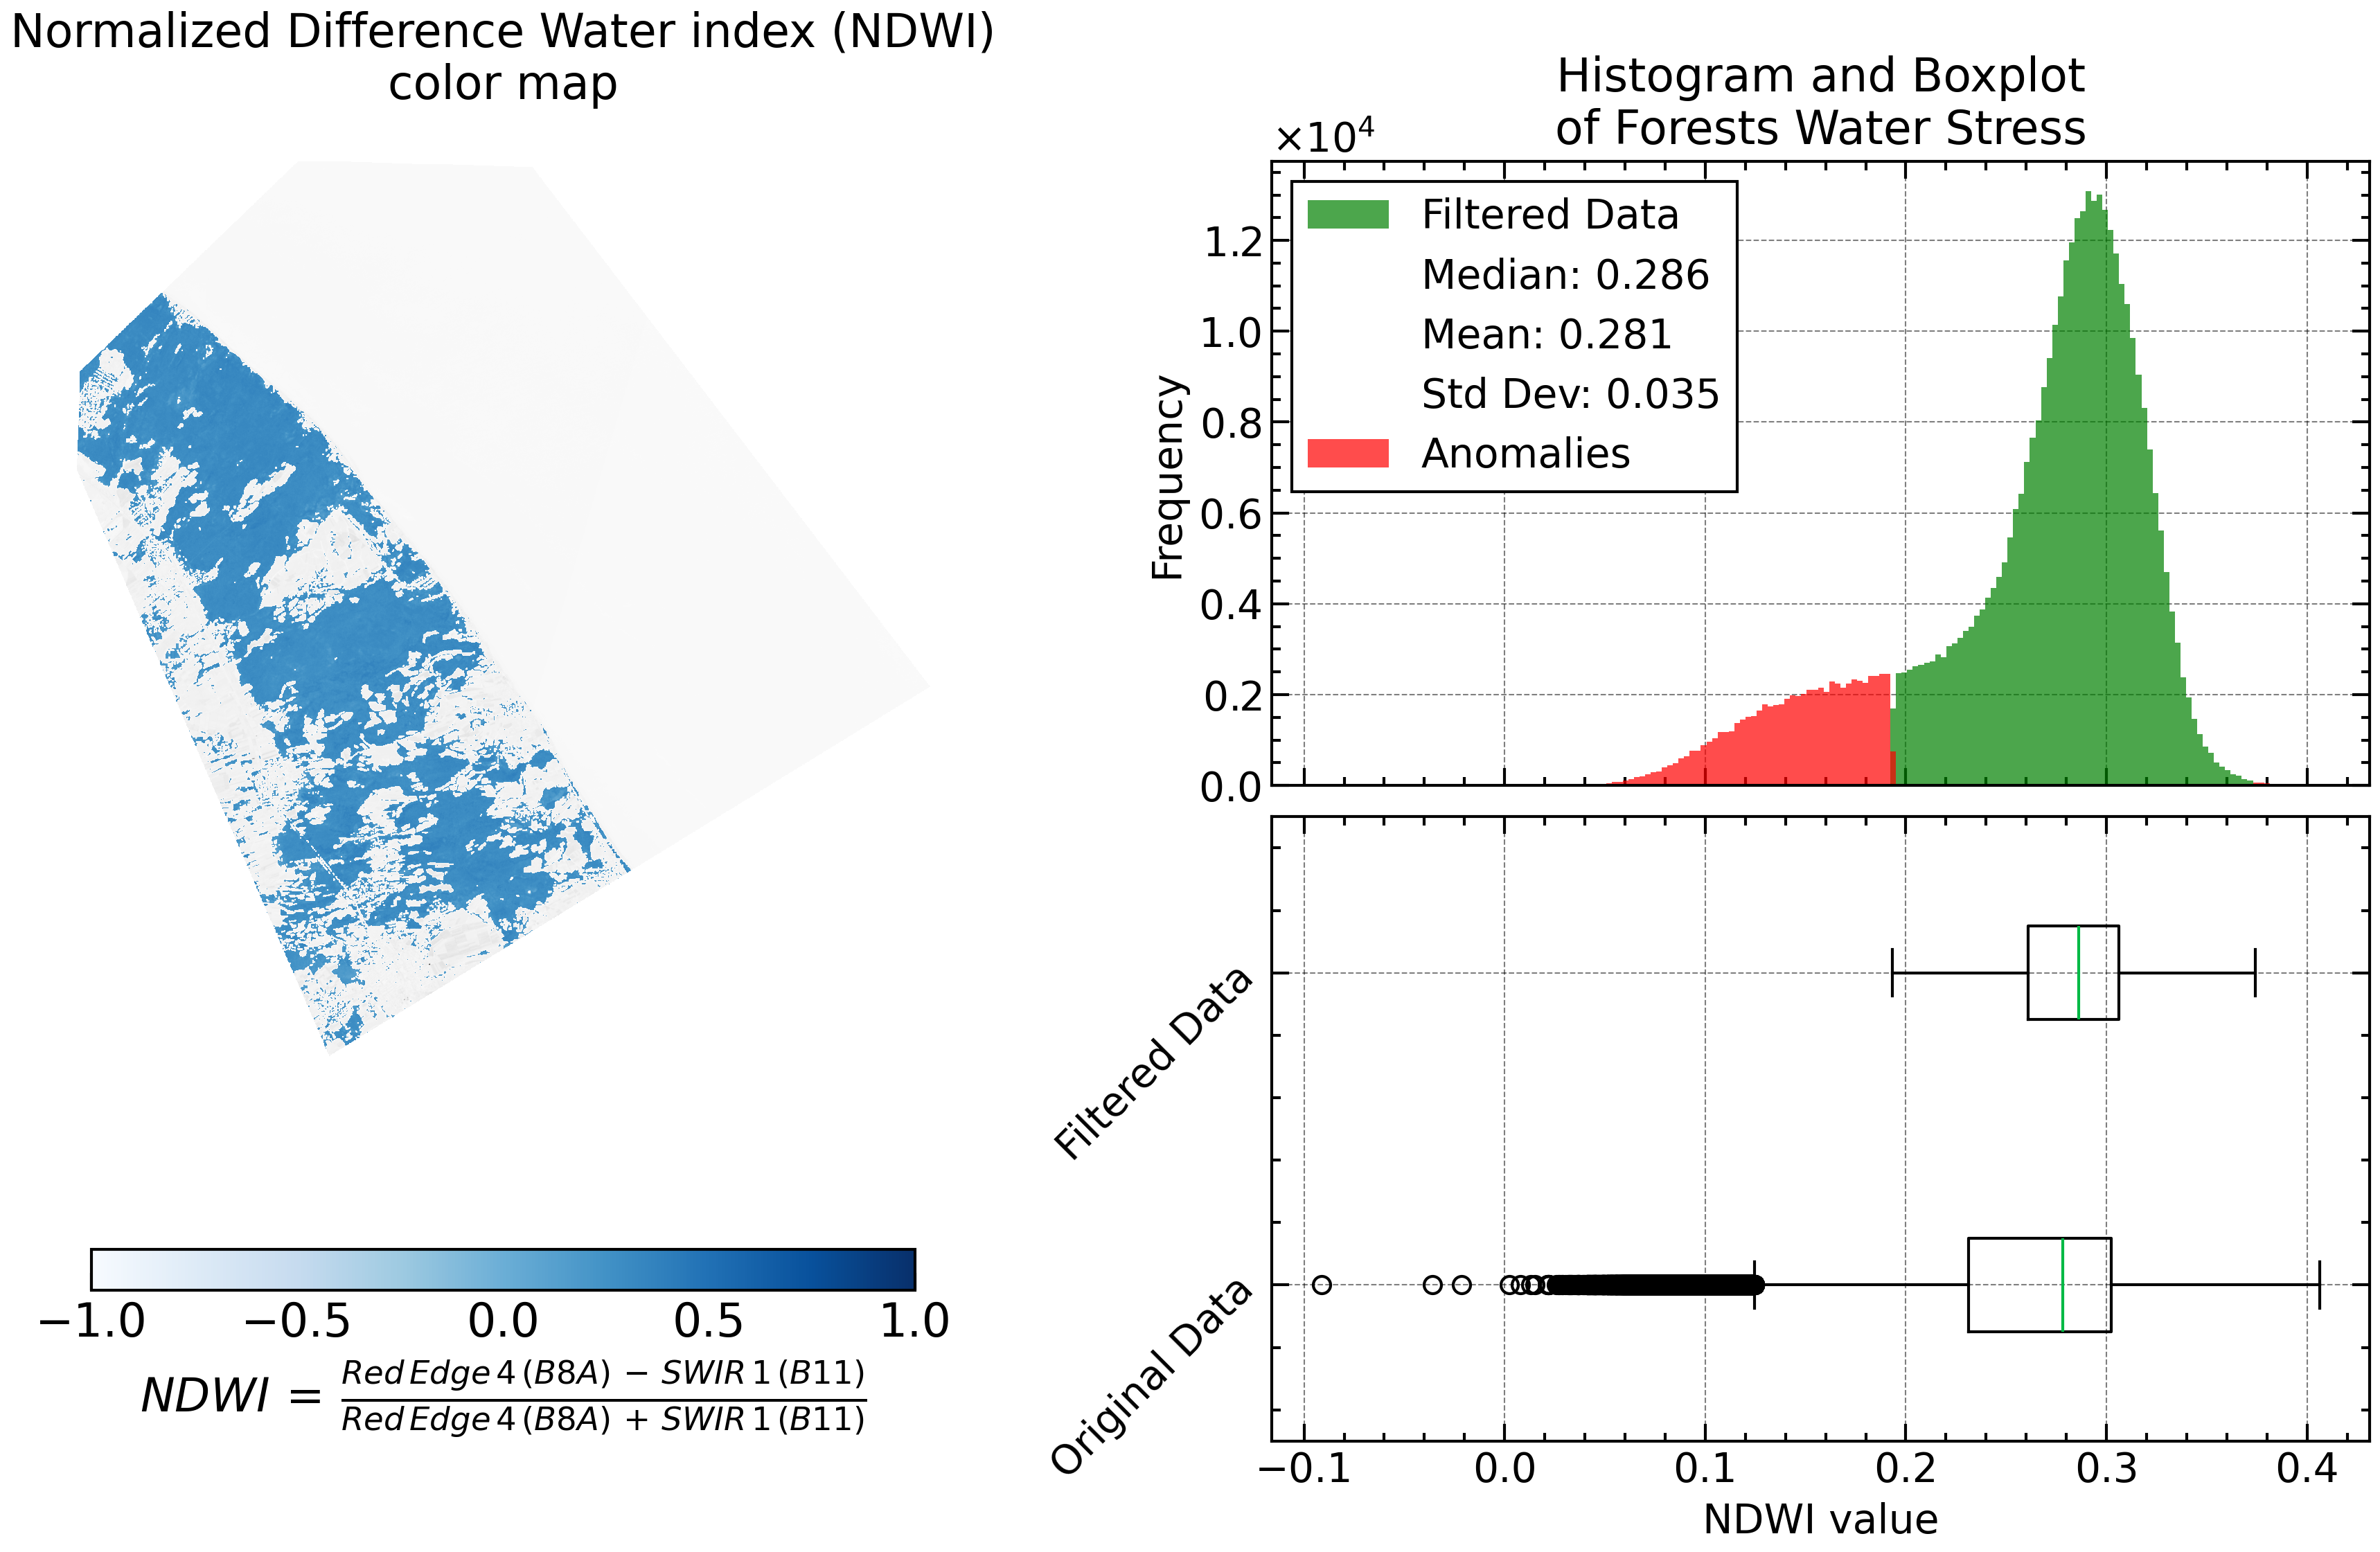 Normalized Difference Water index (NDWI)
color map
−1.0 −0.5 0.0 0.5 1.0
NDWI = Red Edge 4 (B8A) − SWIR 1 (B11)
Red Edge 4 (B8A) + SWIR 1 (B11)
Histogram and Boxplot
of Forests Water Stress
×10⁴
Filtered Data
Median: 0.286
Mean: 0.281
Std Dev: 0.035
Anomalies
Frequency
1.2
1.0
0.8
0.6
0.4
0.2
0.0
Filtered Data
Original Data
−0.1 0.0 0.1 0.2 0.3 0.4
NDWI value